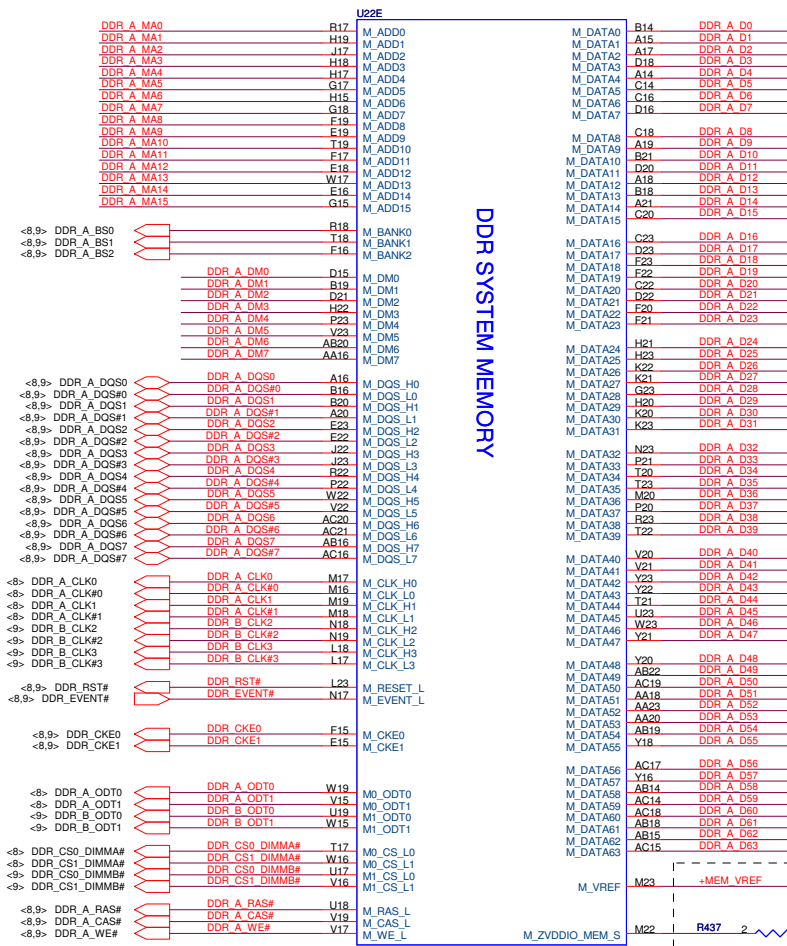 U22E
DDR_A_MA0 R17 M_ADD0 M_DATA0 B14 DDR_A_D0
DDR_A_MA1 H19 M_ADD1 M_DATA1 A15 DDR_A_D1
DDR_A_MA2 J17 M_ADD2 M_DATA2 A17 DDR_A_D2
DDR_A_MA3 H18 M_ADD3 M_DATA3 D18 DDR_A_D3
DDR_A_MA4 H17 M_ADD4 M_DATA4 A14 DDR_A_D4
DDR_A_MA5 G17 M_ADD5 M_DATA5 C14 DDR_A_D5
DDR_A_MA6 H15 M_ADD6 M_DATA6 C16 DDR_A_D6
DDR_A_MA7 G18 M_ADD7 M_DATA7 D16 DDR_A_D7
DDR_A_MA8 F19 M_ADD8
DDR_A_MA9 E19 M_ADD9 M_DATA8 C18 DDR_A_D8
DDR_A_MA10 T19 M_ADD10 M_DATA9 A19 DDR_A_D9
DDR_A_MA11 F17 M_ADD11 M_DATA10 B21 DDR_A_D10
DDR_A_MA12 E18 M_ADD12 M_DATA11 D20 DDR_A_D11
DDR_A_MA13 W17 M_ADD13 M_DATA12 A18 DDR_A_D12
DDR_A_MA14 E16 M_ADD14 M_DATA13 B18 DDR_A_D13
DDR_A_MA15 G15 M_ADD15 M_DATA14 A21 DDR_A_D14
M_DATA15 C20 DDR_A_D15
<8,9> DDR_A_BS0 R18 M_BANK0
<8,9> DDR_A_BS1 T18 M_BANK1 M_DATA16 C23 DDR_A_D16
<8,9> DDR_A_BS2 F16 M_BANK2 M_DATA17 D23 DDR_A_D17
M_DATA18 F23 DDR_A_D18
DDR_A_DM0 D15 M_DM0 M_DATA19 F22 DDR_A_D19
DDR_A_DM1 B19 M_DM1 M_DATA20 C22 DDR_A_D20
DDR_A_DM2 D21 M_DM2 M_DATA21 D22 DDR_A_D21
DDR_A_DM3 H22 M_DM3 M_DATA22 F20 DDR_A_D22
DDR_A_DM4 P23 M_DM4 M_DATA23 F21 DDR_A_D23
DDR_A_DM5 V23 M_DM5
DDR_A_DM6 AB20 M_DM6 M_DATA24 H21 DDR_A_D24
DDR_A_DM7 AA16 M_DM7 M_DATA25 H23 DDR_A_D25
M_DATA26 K22 DDR_A_D26
<8,9> DDR_A_DQS0 DDR_A_DQS0 A16 M_DQS_H0 M_DATA27 K21 DDR_A_D27
<8,9> DDR_A_DQS#0 DDR_A_DQS#0 B16 M_DQS_L0 M_DATA28 G23 DDR_A_D28
<8,9> DDR_A_DQS1 DDR_A_DQS1 B20 M_DQS_H1 M_DATA29 H20 DDR_A_D29
<8,9> DDR_A_DQS#1 DDR_A_DQS#1 A20 M_DQS_L1 M_DATA30 K20 DDR_A_D30
<8,9> DDR_A_DQS2 DDR_A_DQS2 E23 M_DQS_H2 M_DATA31 K23 DDR_A_D31
<8,9> DDR_A_DQS#2 DDR_A_DQS#2 E22 M_DQS_L2
<8,9> DDR_A_DQS3 DDR_A_DQS3 J22 M_DQS_H3 M_DATA32 N23 DDR_A_D32
<8,9> DDR_A_DQS#3 DDR_A_DQS#3 J23 M_DQS_L3 M_DATA33 P21 DDR_A_D33
<8,9> DDR_A_DQS4 DDR_A_DQS4 R22 M_DQS_H4 M_DATA34 T20 DDR_A_D34
<8,9> DDR_A_DQS#4 DDR_A_DQS#4 P22 M_DQS_L4 M_DATA35 T23 DDR_A_D35
<8,9> DDR_A_DQS5 DDR_A_DQS5 W22 M_DQS_H5 M_DATA36 M20 DDR_A_D36
<8,9> DDR_A_DQS#5 DDR_A_DQS#5 V22 M_DQS_L5 M_DATA37 P20 DDR_A_D37
<8,9> DDR_A_DQS6 DDR_A_DQS6 AC20 M_DQS_H6 M_DATA38 R23 DDR_A_D38
<8,9> DDR_A_DQS#6 DDR_A_DQS#6 AC21 M_DQS_L6 M_DATA39 T22 DDR_A_D39
<8,9> DDR_A_DQS7 DDR_A_DQS7 AB16 M_DQS_H7
<8,9> DDR_A_DQS#7 DDR_A_DQS#7 AC16 M_DQS_L7 M_DATA40 V20 DDR_A_D40
M_DATA41 V21 DDR_A_D41
<8> DDR_A_CLK0 DDR_A_CLK0 M17 M_CLK_H0 M_DATA42 Y23 DDR_A_D42
<8> DDR_A_CLK#0 DDR_A_CLK#0 M16 M_CLK_L0 M_DATA43 Y22 DDR_A_D43
<8> DDR_A_CLK1 DDR_A_CLK1 M19 M_CLK_H1 M_DATA44 T21 DDR_A_D44
<8> DDR_A_CLK#1 DDR_A_CLK#1 M18 M_CLK_L1 M_DATA45 U23 DDR_A_D45
<9> DDR_B_CLK2 DDR_B_CLK2 N18 M_CLK_H2 M_DATA46 W23 DDR_A_D46
<9> DDR_B_CLK#2 DDR_B_CLK#2 N19 M_CLK_L2 M_DATA47 Y21 DDR_A_D47
<9> DDR_B_CLK3 DDR_B_CLK3 L18 M_CLK_H3
<9> DDR_B_CLK#3 DDR_B_CLK#3 L17 M_CLK_L3 M_DATA48 Y20 DDR_A_D48
M_DATA49 AB22 DDR_A_D49
<8,9> DDR_RST# DDR_RST# L23 M_RESET_L M_DATA50 AC19 DDR_A_D50
<8,9> DDR_EVENT# DDR_EVENT# N17 M_EVENT_L M_DATA51 AA18 DDR_A_D51
M_DATA52 AA23 DDR_A_D52
M_DATA53 AA20 DDR_A_D53
<8,9> DDR_CKE0 DDR_CKE0 F15 M_CKE0 M_DATA54 AB19 DDR_A_D54
<8,9> DDR_CKE1 DDR_CKE1 E15 M_CKE1 M_DATA55 Y18 DDR_A_D55
M_DATA56 AC17 DDR_A_D56
M_DATA57 Y16 DDR_A_D57
<8> DDR_A_ODT0 DDR_A_ODT0 W19 M0_ODT0 M_DATA58 AB14 DDR_A_D58
<8> DDR_A_ODT1 DDR_A_ODT1 V15 M0_ODT1 M_DATA59 AC14 DDR_A_D59
<9> DDR_B_ODT0 DDR_B_ODT0 U19 M1_ODT0 M_DATA60 AC18 DDR_A_D60
<9> DDR_B_ODT1 DDR_B_ODT1 W15 M1_ODT1 M_DATA61 AB18 DDR_A_D61
M_DATA62 AB15 DDR_A_D62
<8> DDR_CS0_DIMMA# DDR_CS0_DIMMA# T17 M0_CS_L0 M_DATA63 AC15 DDR_A_D63
<8> DDR_CS1_DIMMA# DDR_CS1_DIMMA# W16 M0_CS_L1
<9> DDR_CS0_DIMMB# DDR_CS0_DIMMB# U17 M1_CS_L0
<9> DDR_CS1_DIMMB# DDR_CS1_DIMMB# V16 M1_CS_L1 M_VREF M23 +MEM_VREF
<8,9> DDR_A_RAS# DDR_A_RAS# U18 M_RAS_L
<8,9> DDR_A_CAS# DDR_A_CAS# V19 M_CAS_L
<8,9> DDR_A_WE# DDR_A_WE# V17 M_WE_L M_ZVDDIO_MEM_S M22 R437 2
DDR SYSTEM MEMORY